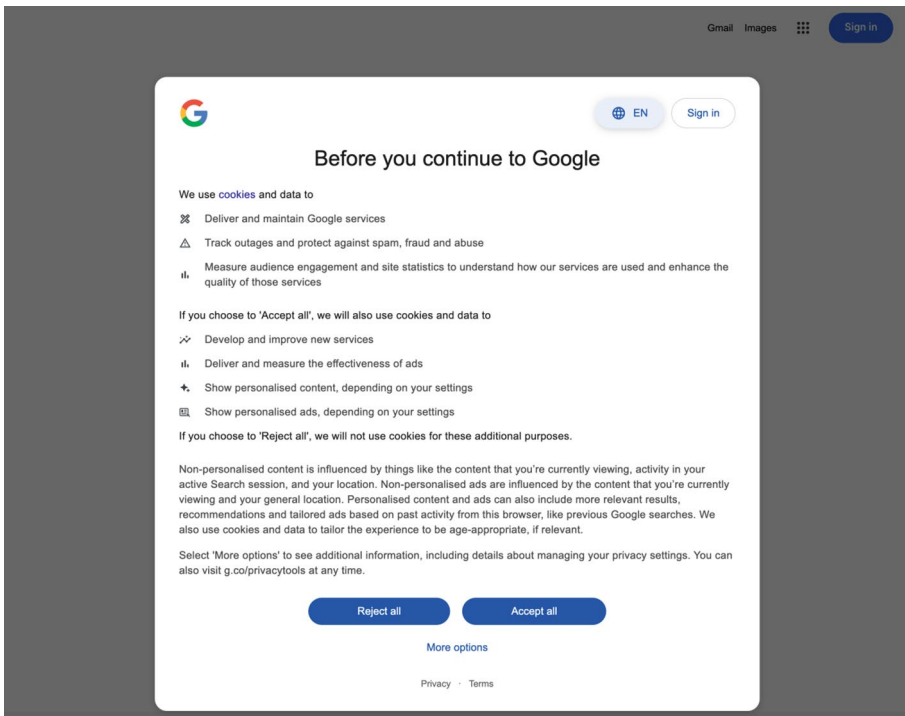 Gmail Images Sign in
EN Sign in
Before you continue to Google
We use cookies and data to
Deliver and maintain Google services
Track outages and protect against spam, fraud and abuse
Measure audience engagement and site statistics to understand how our services are used and enhance the
quality of those services
If you choose to 'Accept all', we will also use cookies and data to
Develop and improve new services
Deliver and measure the effectiveness of ads
Show personalised content, depending on your settings
Show personalised ads, depending on your settings
If you choose to 'Reject all', we will not use cookies for these additional purposes.
Non-personalised content is influenced by things like the content that you're currently viewing, activity in your
active Search session, and your location. Non-personalised ads are influenced by the content that you're currently
viewing and your general location. Personalised content and ads can also include more relevant results,
recommendations and tailored ads based on past activity from this browser, like previous Google searches. We
also use cookies and data to tailor the experience to be age-appropriate, if relevant.
Select 'More options' to see additional information, including details about managing your privacy settings. You can
also visit g.co/privacytools at any time.
Reject all Accept all
More options
Privacy · Terms